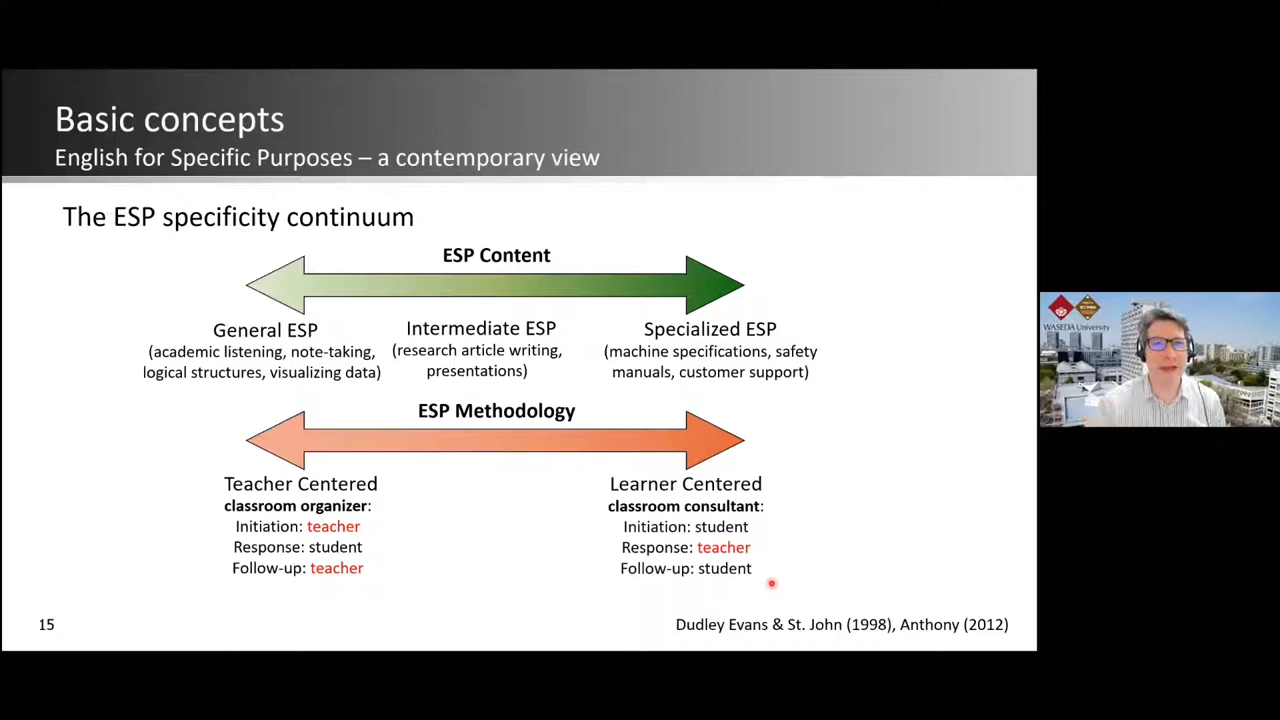 Basic concepts
English for Specific Purposes – a contemporary view
The ESP specificity continuum
ESP Content
General ESP
(academic listening, note-taking,
logical structures, visualizing data)
Intermediate ESP
(research article writing,
presentations)
Specialized ESP
(machine specifications, safety
manuals, customer support)
ESP Methodology
Teacher Centered
classroom organizer:
Initiation: teacher
Response: student
Follow-up: teacher
Learner Centered
classroom consultant:
Initiation: student
Response: teacher
Follow-up: student
15
Dudley Evans & St. John (1998), Anthony (2012)
WASEDA University